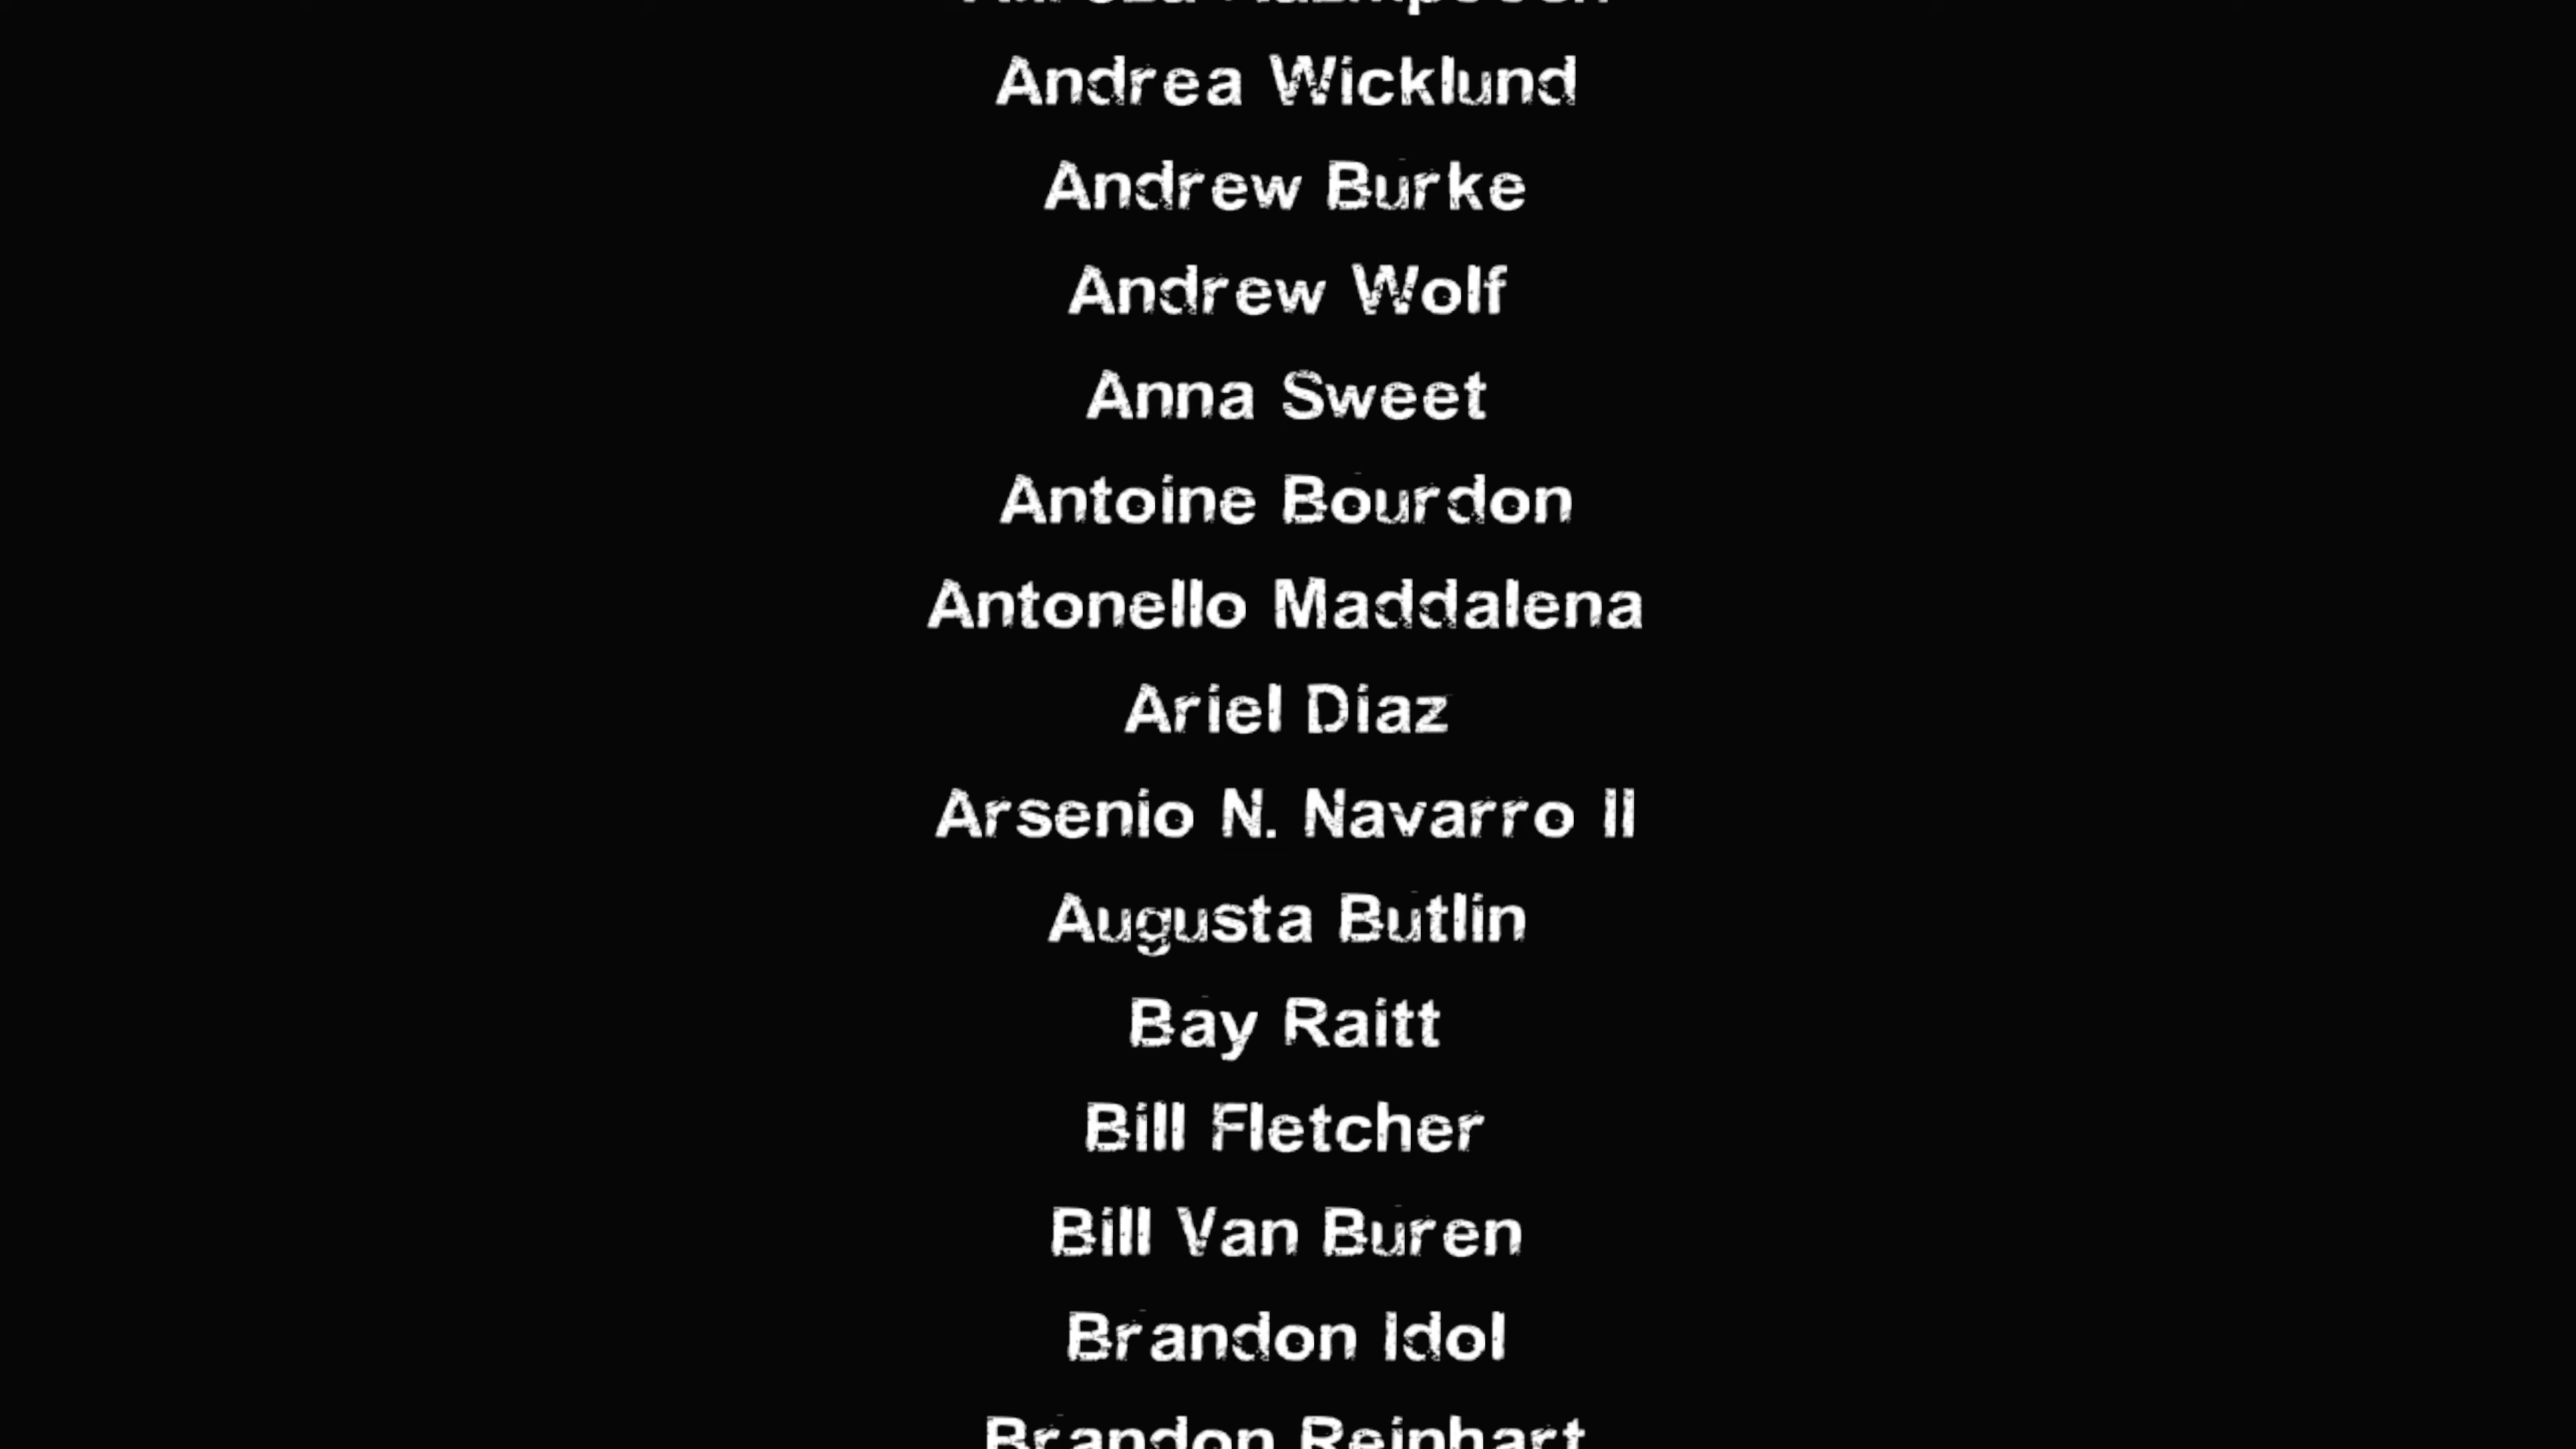 Andrea Wicklund
Andrew Burke
Andrew Wolf
Anna Sweet
Antoine Bourdon
Antonello Maddalena
Ariel Diaz
Arsenio N. Navarro II
Augusta Butlin
Bay Raitt
Bill Fletcher
Bill Van Buren
Brandon Idol
Brandon Reinhart